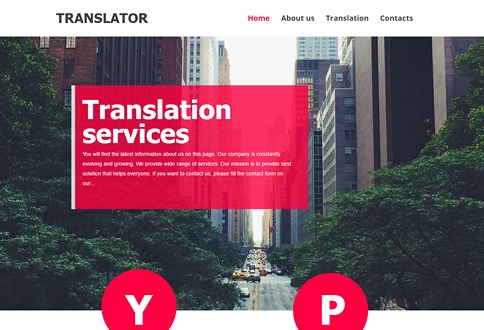 TRANSLATOR
Home About us Translation Contacts
Translation
services
You will find the latest information about us on this page. Our company is constantly
evolving and growing. We provide wide range of services. Our mission is to provide best
solution that helps everyone. If you want to contact us, please fill the contact form on
our...
Y P